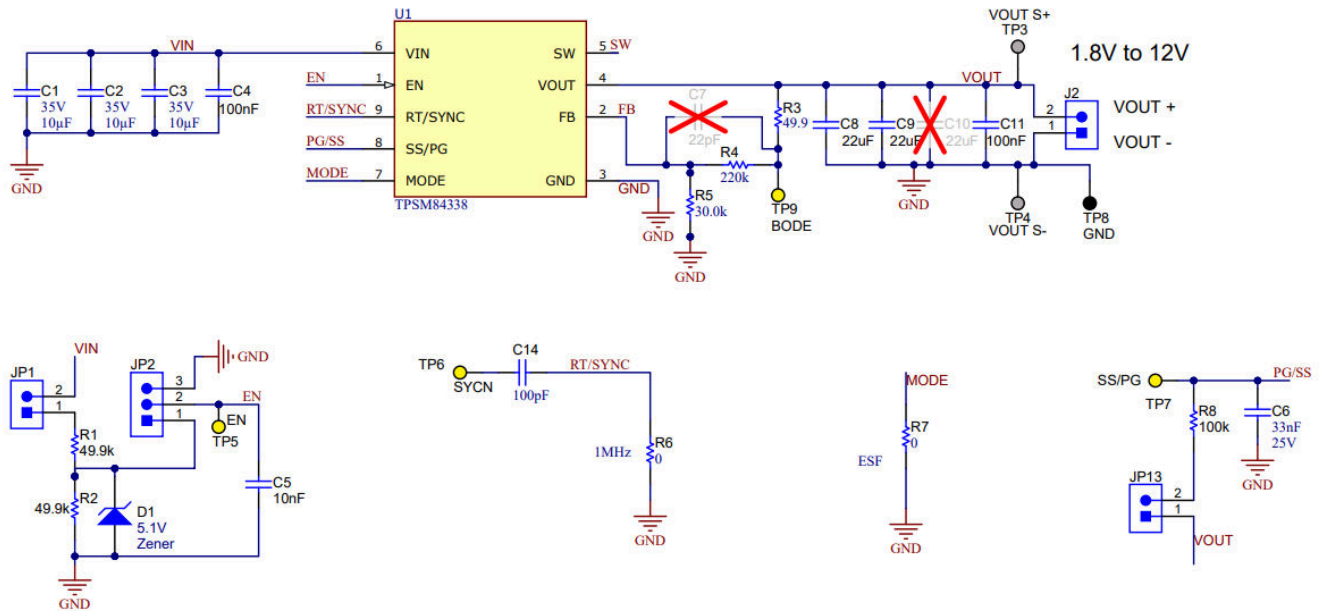 U1
VIN
6
VIN
SW
5
SW
EN
1
EN
VOUT
4
VOUT
RT/SYNC
9
RT/SYNC
FB
2
FB
PG/SS
8
SS/PG
MODE
7
MODE
GND
3
GND
TPSM84338
C1
35V
10µF
C2
35V
10µF
C3
35V
10µF
C4
100nF
GND
GND
C7
22pF
R3
49.9
R4
220k
R5
30.0k
GND
TP9
BODE
C8
22uF
C9
22uF
C10
22uF
C11
100nF
GND
VOUT S+
TP3
1.8V to 12V
J2
2
1
VOUT +
VOUT -
TP4
VOUT S-
TP8
GND
VIN
JP1
2
1
JP2
3
2
1
GND
EN
EN
TP5
R1
49.9k
R2
49.9k
D1
5.1V
Zener
C5
10nF
GND
TP6
SYCN
C14
100pF
RT/SYNC
1MHz
R6
0
GND
MODE
R7
0
ESF
GND
SS/PG
TP7
PG/SS
R8
100k
C6
33nF
25V
GND
JP13
2
1
VOUT